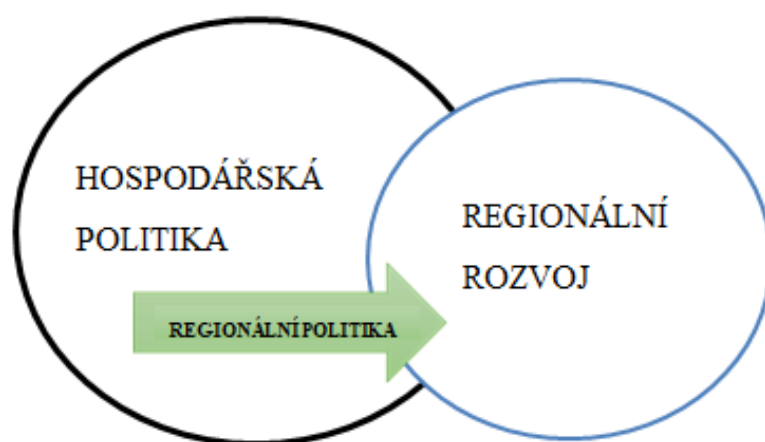 HOSPODÁŘSKÁ
POLITIKA
REGIONÁLNÍ
ROZVOJ
REGIONÁLNÍ POLITIKA